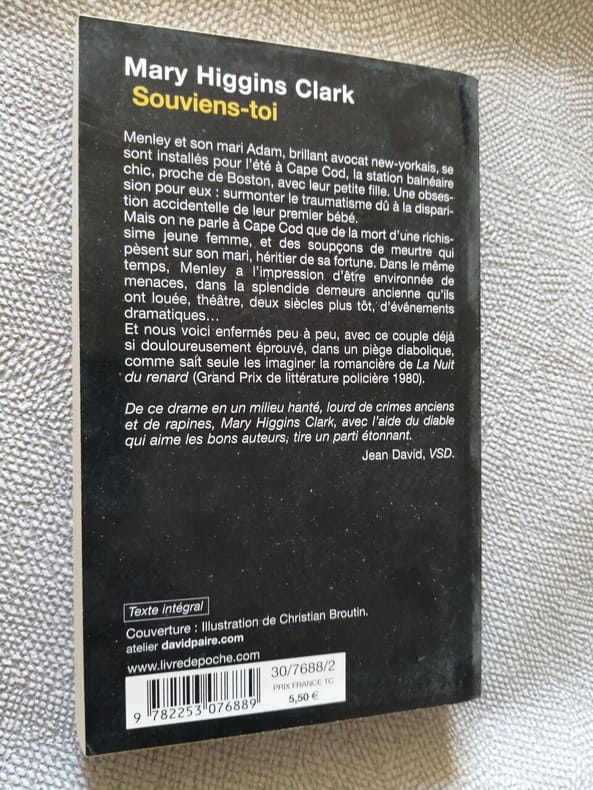 Mary Higgins Clark
Souviens-toi
Menley et son mari Adam, brillant avocat new-yorkais, se
sont installés pour l'été à Cape Cod, la station balnéaire
chic, proche de Boston, avec leur petite fille. Une obses-
sion pour eux : surmonter le traumatisme dû à la dispari-
tion accidentelle de leur premier bébé.
Mais on ne parle à Cape Cod que de la mort d'une richis-
sime jeune femme, et des soupçons de meurtre qui
pèsent sur son mari, héritier de sa fortune. Dans le même
temps, Menley a l'impression d'être environnée de
menaces, dans la splendide demeure ancienne qu'ils
ont louée, théâtre, deux siècles plus tôt, d'événements
dramatiques...
Et nous voici enfermés peu à peu, avec ce couple déjà
si douloureusement éprouvé, dans un piège diabolique,
comme sait seule les imaginer la romancière de La Nuit
du renard (Grand Prix de littérature policière 1980).
De ce drame en un milieu hanté, lourd de crimes anciens
et de rapines, Mary Higgins Clark, avec l'aide du diable
qui aime les bons auteurs, tire un parti étonnant.
Jean David, VSD.
Texte intégral
Couverture : Illustration de Christian Broutin.
atelier davidpaire.com
www.livredepoche.com
30/7688/2
PRIX FRANCE TC
5,50 €
9 782253 076889